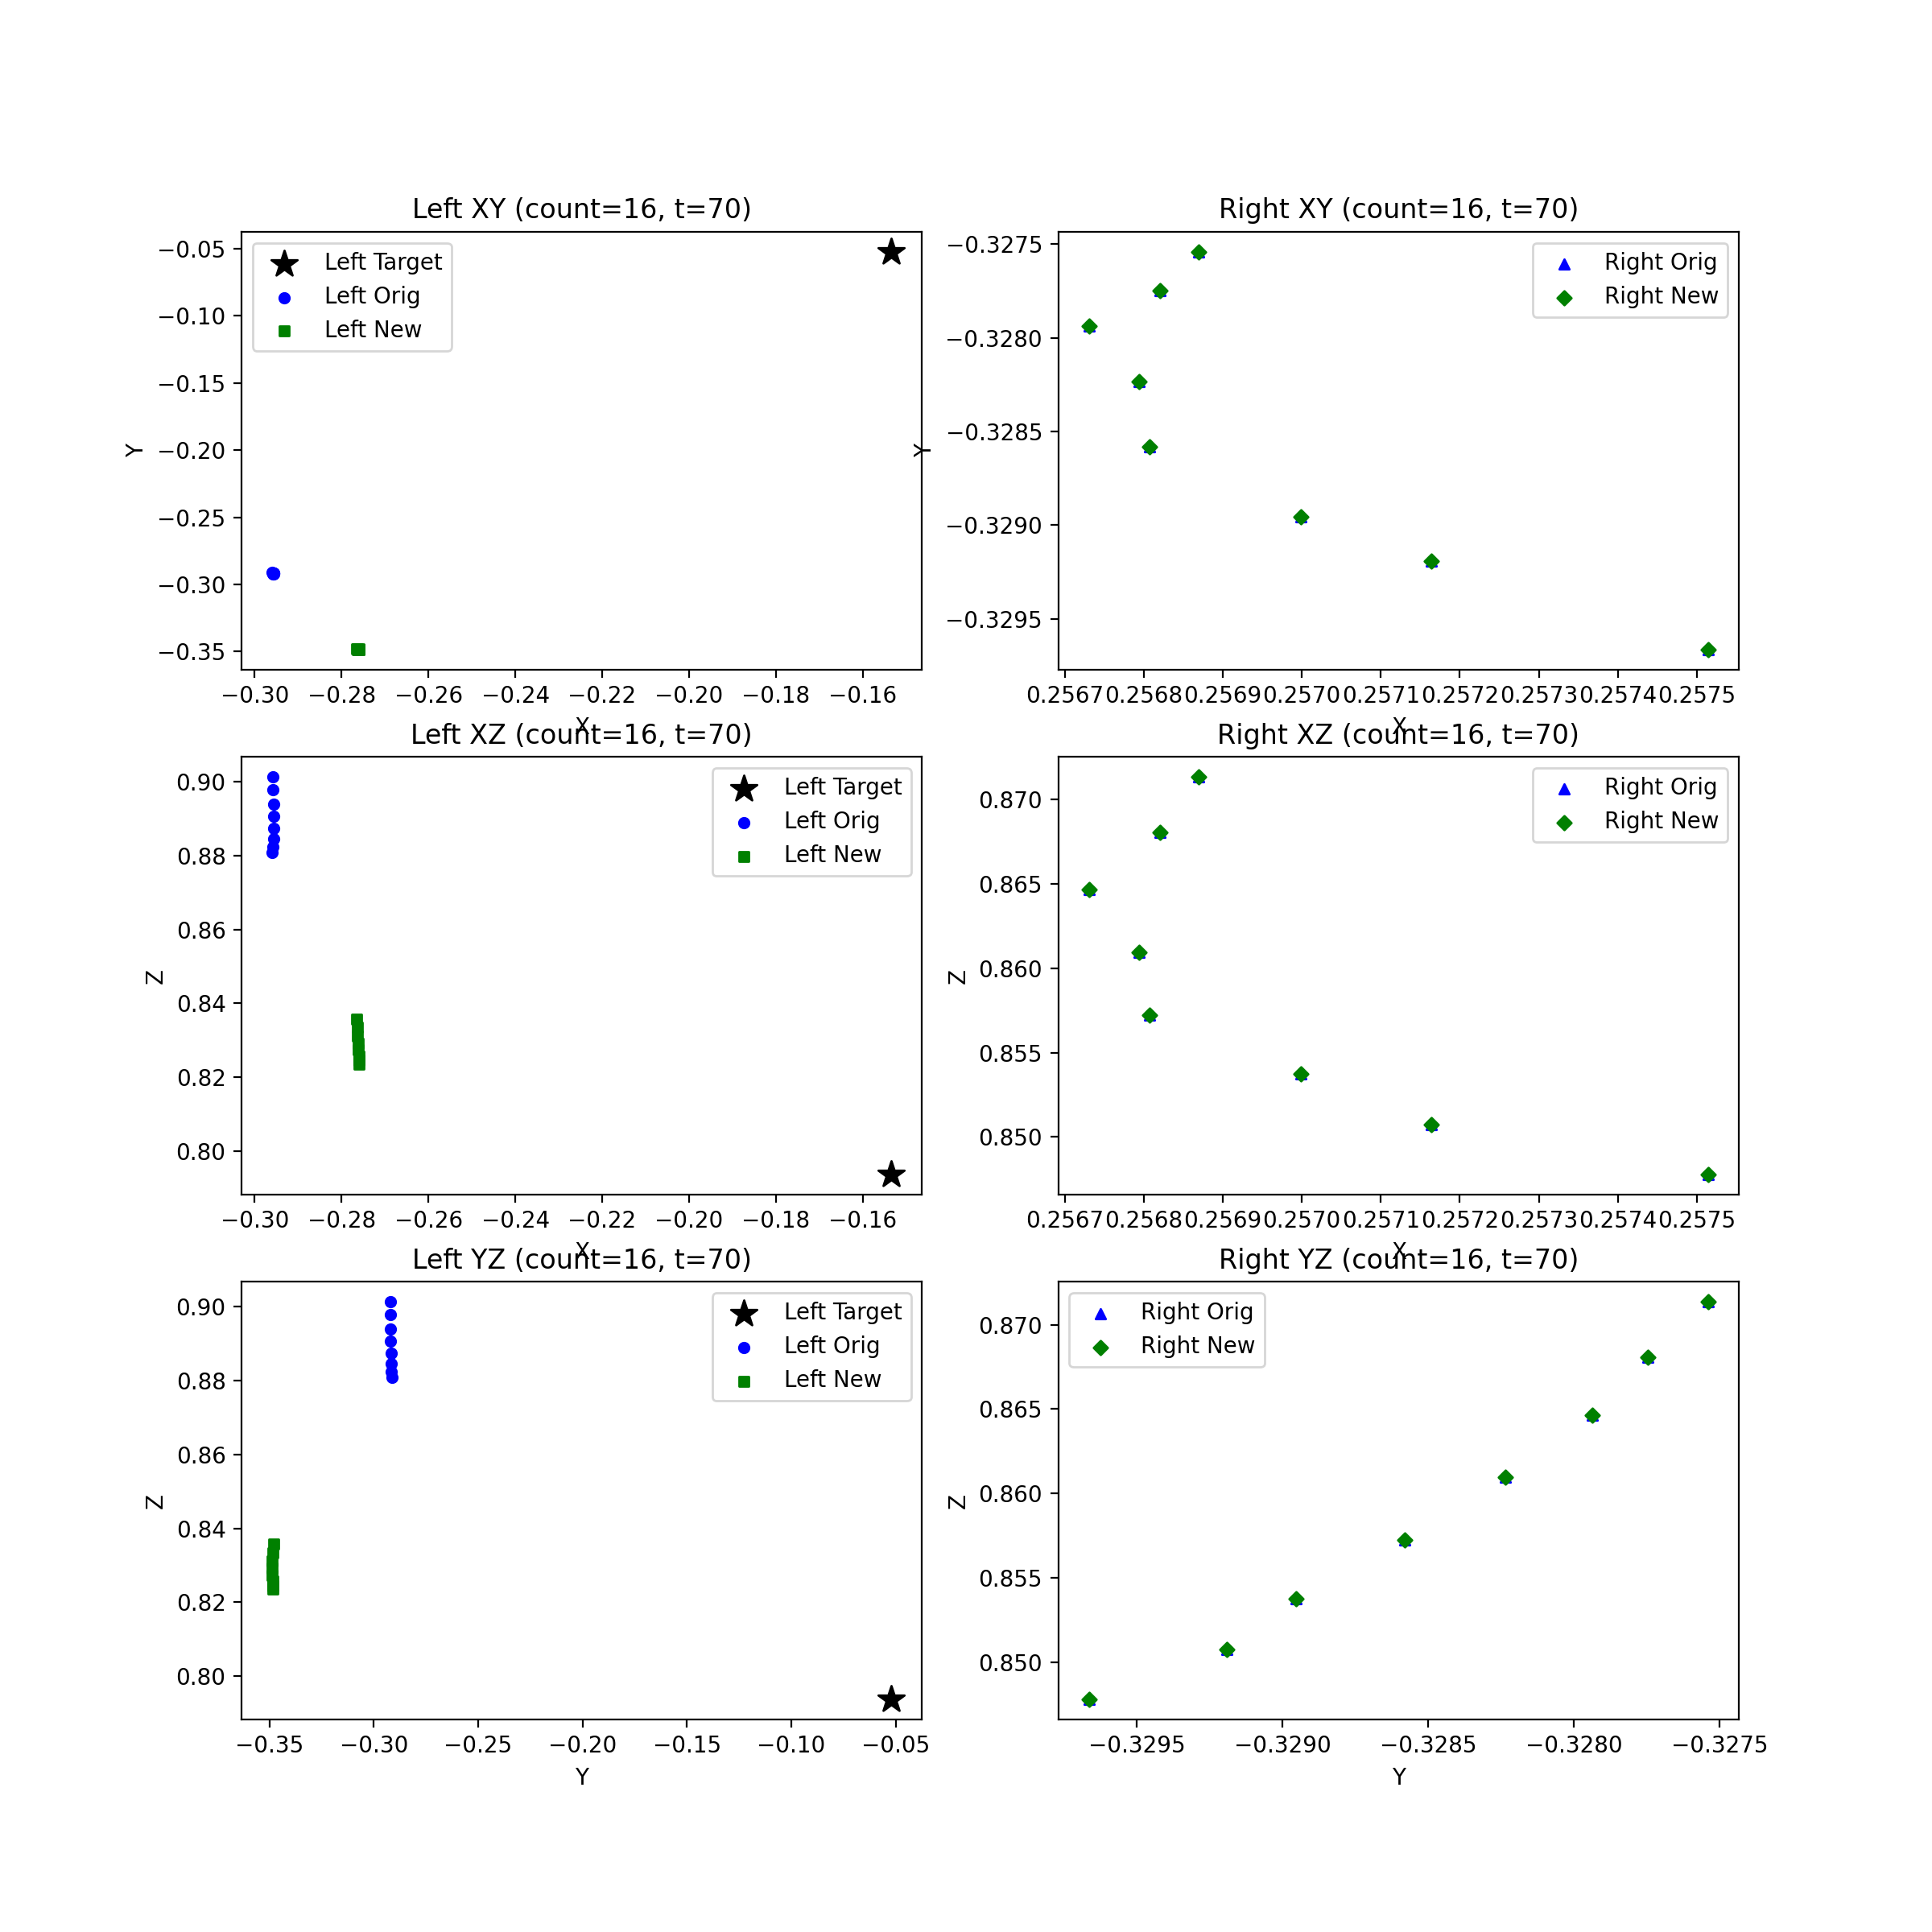 Left XY (count=16, t=70)
Left Target
Left Orig
Left New
Y
−0.05
−0.10
−0.15
−0.20
−0.25
−0.30
−0.35
−0.30 −0.28 −0.26 −0.24 −0.22 −0.20 −0.18 −0.16
X
Right XY (count=16, t=70)
Right Orig
Right New
Y
−0.3275
−0.3280
−0.3285
−0.3290
−0.3295
0.2567 0.2568 0.2569 0.2570 0.2571 0.2572 0.2573 0.2574 0.2575
X
Left XZ (count=16, t=70)
Left Target
Left Orig
Left New
Z
0.90
0.88
0.86
0.84
0.82
0.80
−0.30 −0.28 −0.26 −0.24 −0.22 −0.20 −0.18 −0.16
X
Right XZ (count=16, t=70)
Right Orig
Right New
Z
0.870
0.865
0.860
0.855
0.850
0.2567 0.2568 0.2569 0.2570 0.2571 0.2572 0.2573 0.2574 0.2575
X
Left YZ (count=16, t=70)
Left Target
Left Orig
Left New
Z
0.90
0.88
0.86
0.84
0.82
0.80
−0.35 −0.30 −0.25 −0.20 −0.15 −0.10 −0.05
Y
Right YZ (count=16, t=70)
Right Orig
Right New
Z
0.870
0.865
0.860
0.855
0.850
−0.3295 −0.3290 −0.3285 −0.3280 −0.3275
Y